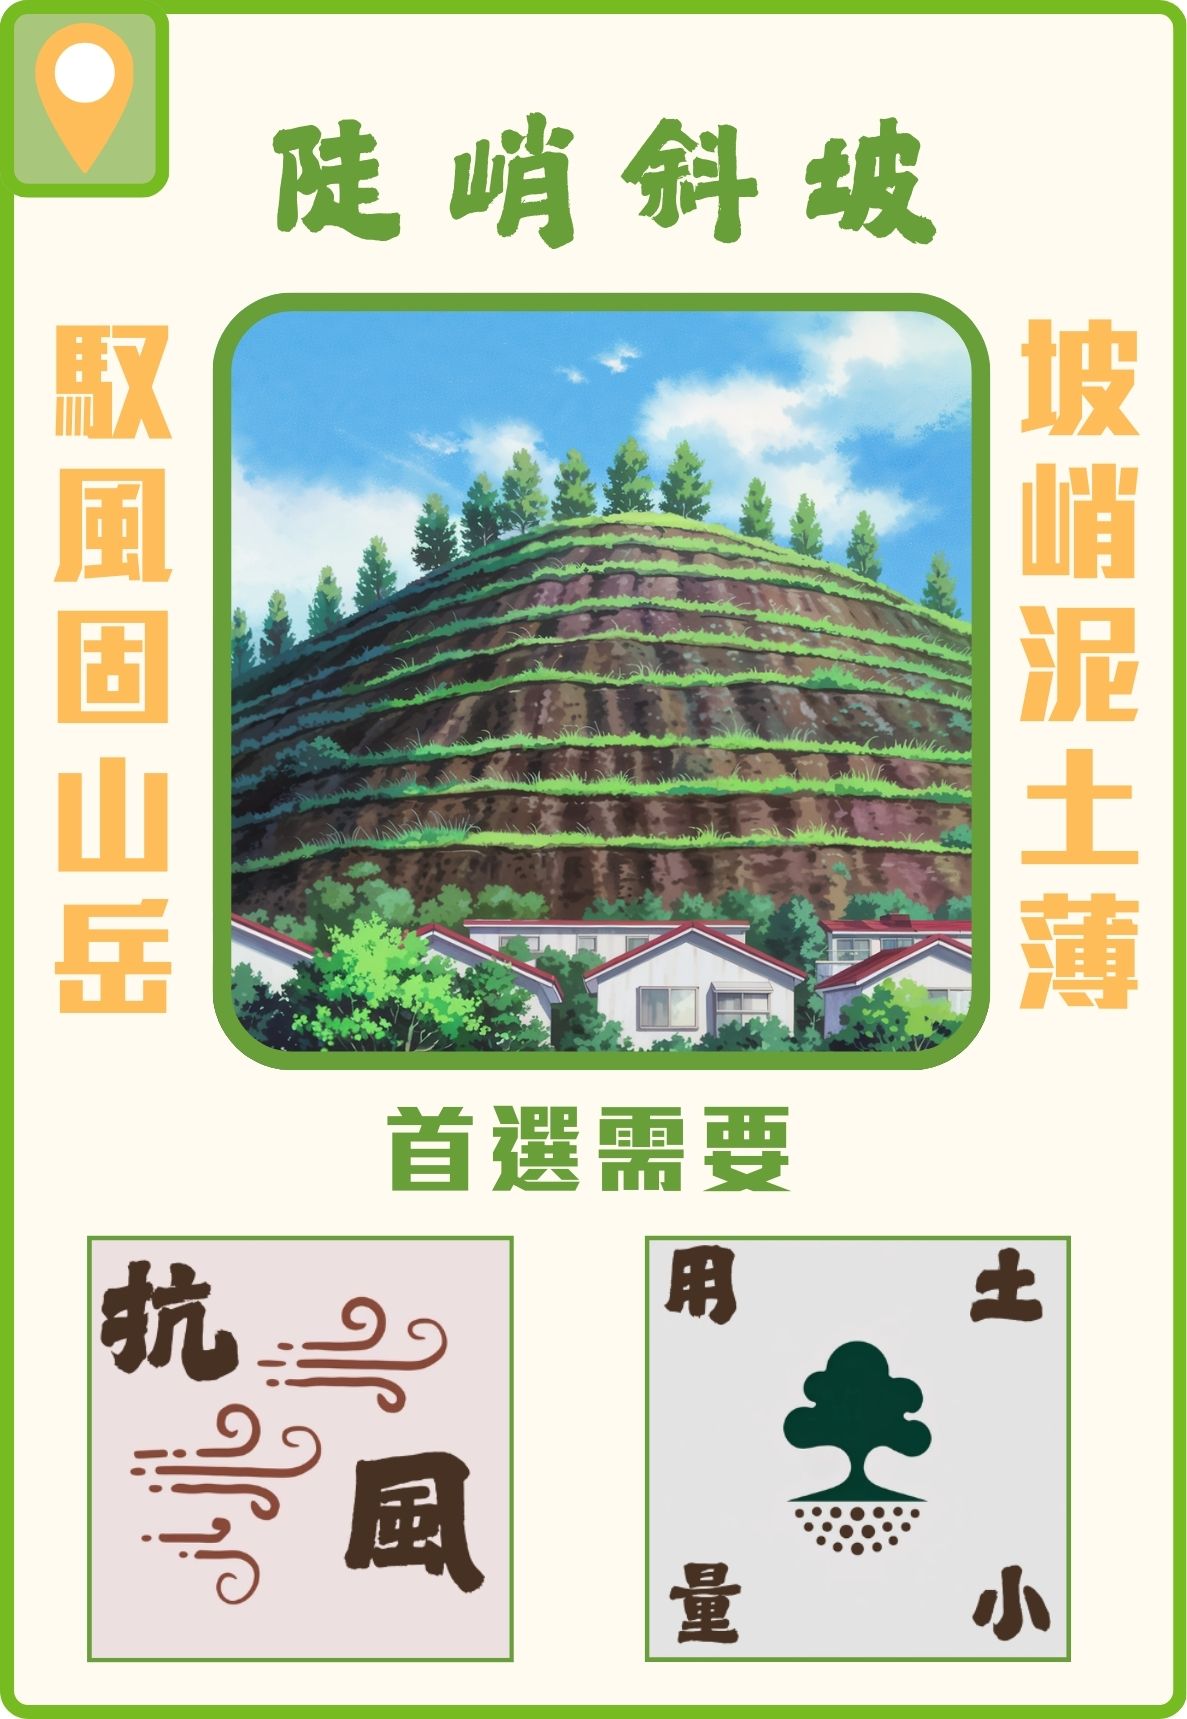 陡峭斜坡
坡峭泥土薄
馭風固山岳
首選需要
抗風
用土量小